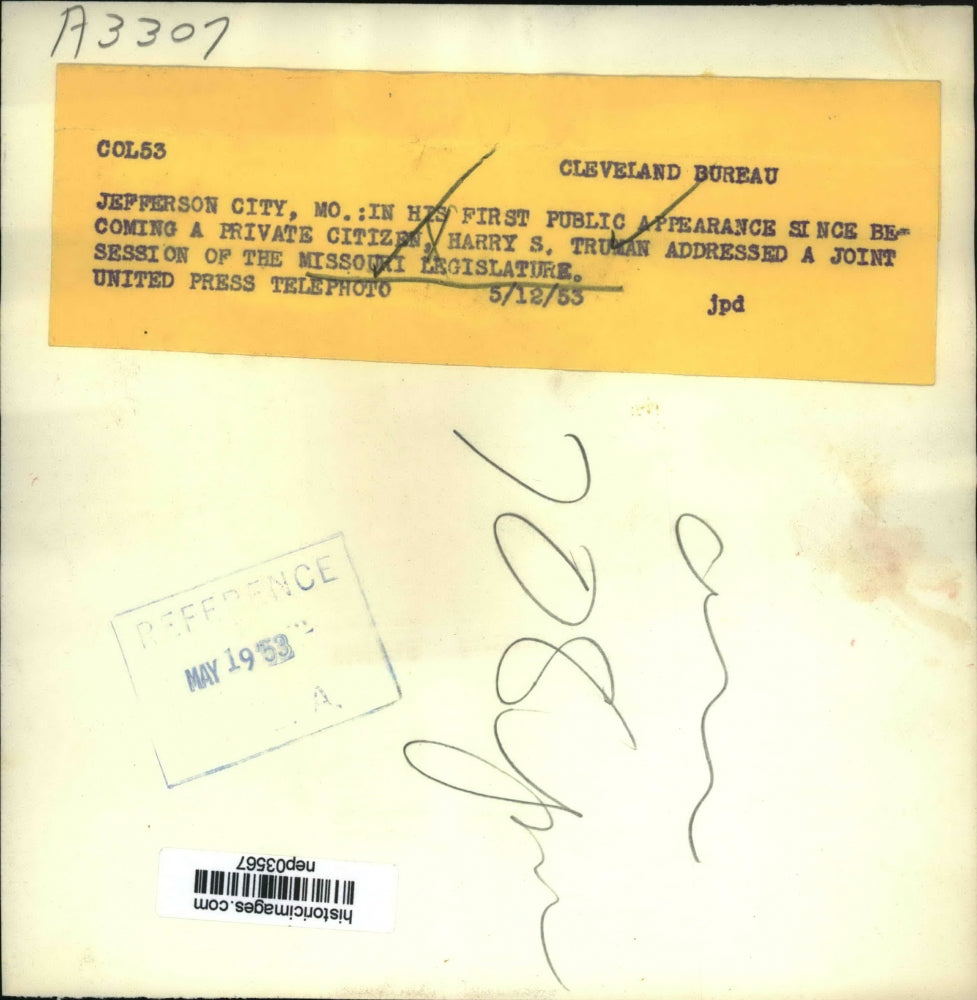 A3307
COL53
CLEVELAND BUREAU
JEFFERSON CITY, MO.:IN HIS FIRST PUBLIC APPEARANCE SINCE BE-
COMING A PRIVATE CITIZEN, HARRY S. TRUMAN ADDRESSED A JOINT
SESSION OF THE MISSOURI LEGISLATURE.
UNITED PRESS TELEPHOTO 5/12/53 jpd
REFERENCE
MAY 19 '53
A.
historicimages.com
nep03567